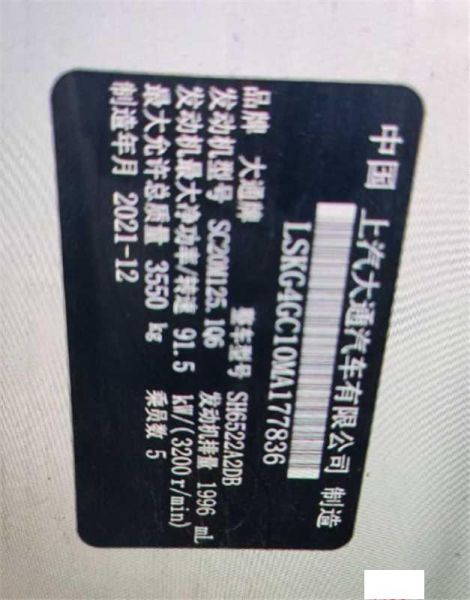 中国 上汽大通汽车有限公司 制造
LSKG4GC10MA177836
品牌 大通牌 整车型号 SH6522A2DB
发动机型号 SC20M125.1Q6 发动机排量 1996 mL
发动机最大净功率/转速 91.5 kW/(3200r/min)
最大允许总质量 3550 kg 乘员数 5
制造年月 2021-12